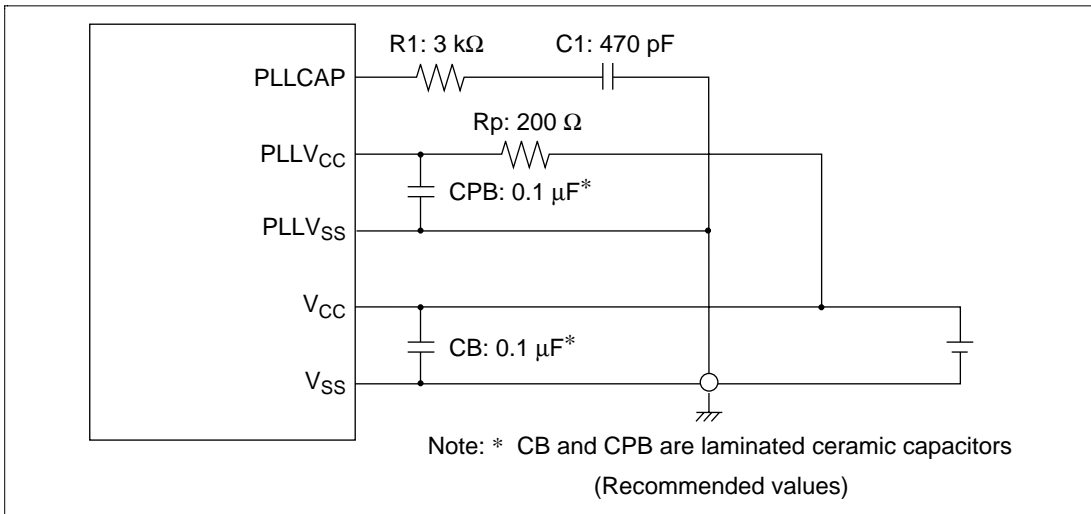 R1: 3 kΩ
C1: 470 pF
PLLCAP
Rp: 200 Ω
PLLVCC
CPB: 0.1 μF*
PLLVSS
VCC
CB: 0.1 μF*
VSS
Note: * CB and CPB are laminated ceramic capacitors
(Recommended values)